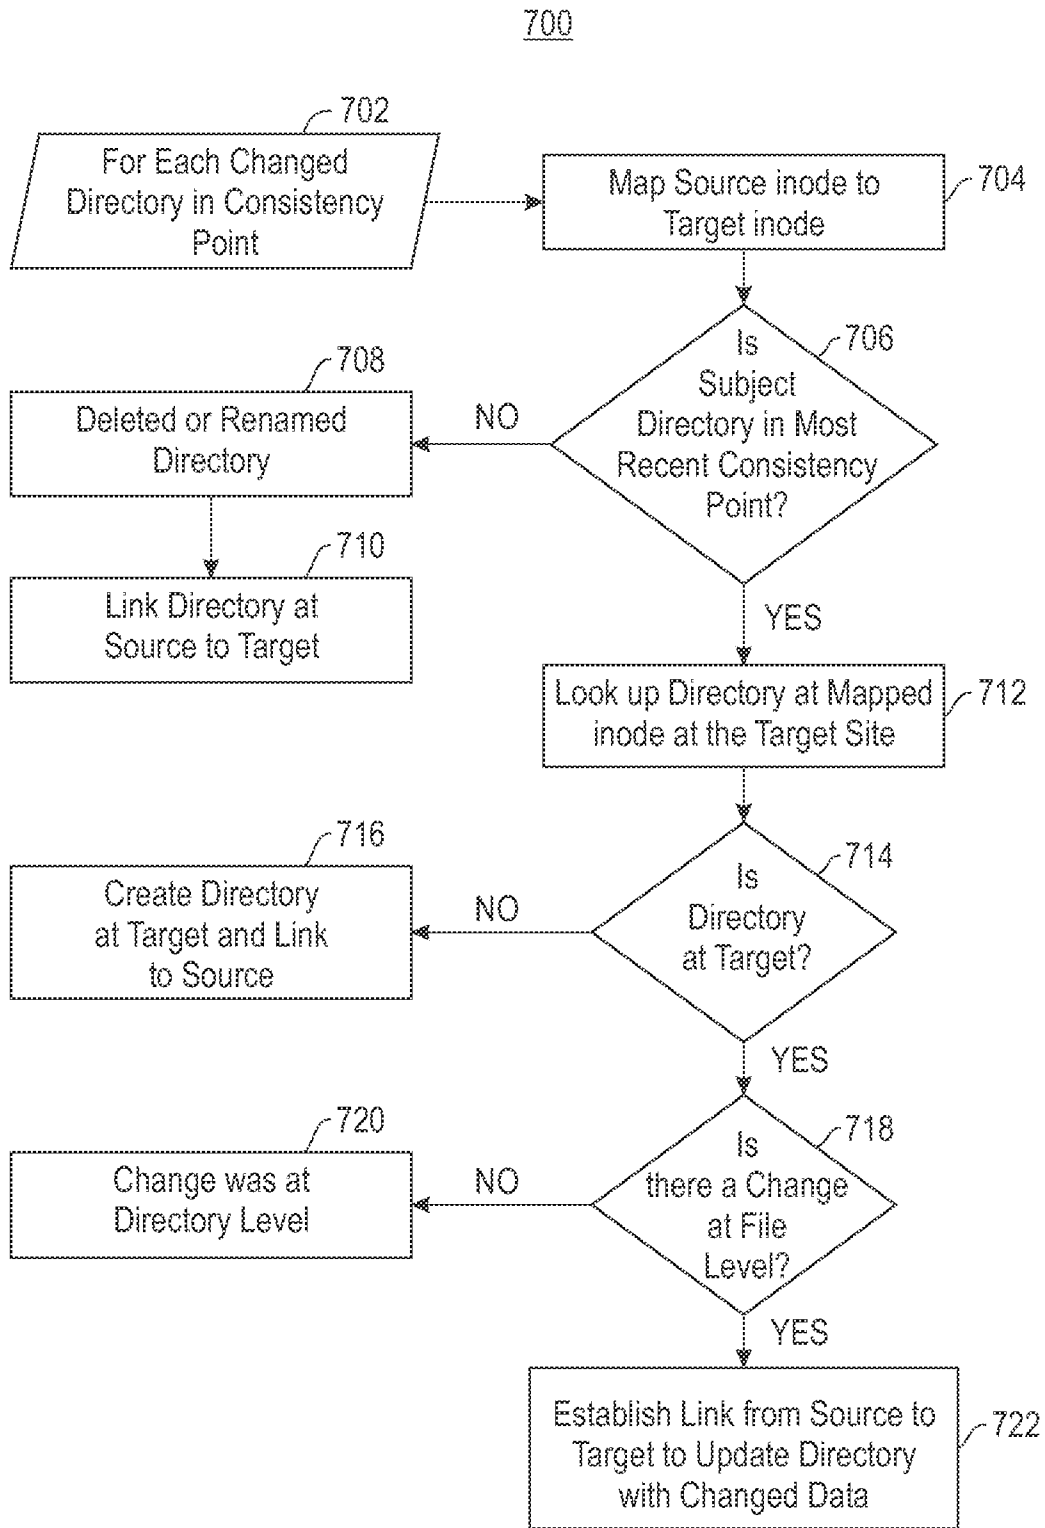 700
702
For Each Changed
Directory in Consistency
Point
Map Source inode to
Target inode
704
Is
Subject
Directory in Most
Recent Consistency
Point?
706
NO
708
Deleted or Renamed
Directory
710
Link Directory at
Source to Target
YES
Look up Directory at Mapped
inode at the Target Site
712
Is
Directory
at Target?
714
NO
716
Create Directory
at Target and Link
to Source
YES
Is
there a Change
at File
Level?
718
NO
720
Change was at
Directory Level
YES
Establish Link from Source to
Target to Update Directory
with Changed Data
722